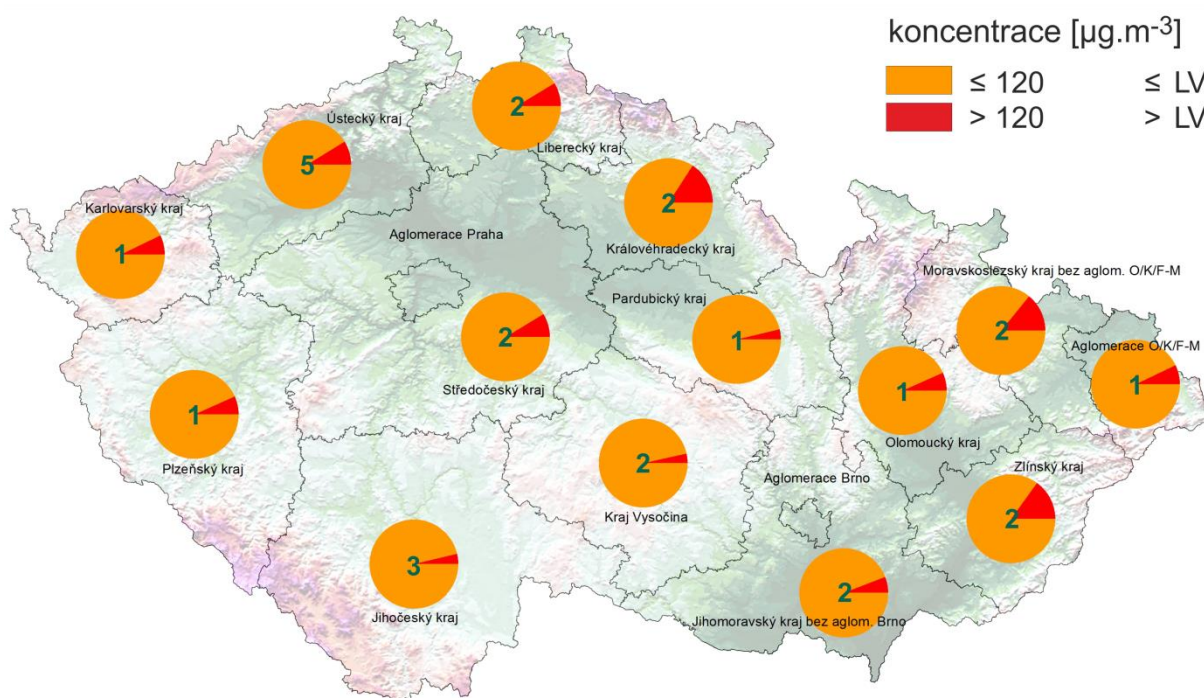 koncentrace [µg.m-3]
≤ 120 ≤ LV
> 120 > LV
2
Ústecký kraj
Liberecký kraj
5
2
Karlovarský kraj
Aglomerace Praha
1
Královéhradecký kraj
Moravskoslezský kraj bez aglom. O/K/F-M
Pardubický kraj
2
2
1
Aglomerace O/K/F-M
Středočeský kraj
1
1
1
Olomoucký kraj
Plzeňský kraj
2
Aglomerace Brno
Zlínský kraj
Kraj Vysočina
2
3
2
Jihočeský kraj
Jihomoravský kraj bez aglom. Brno